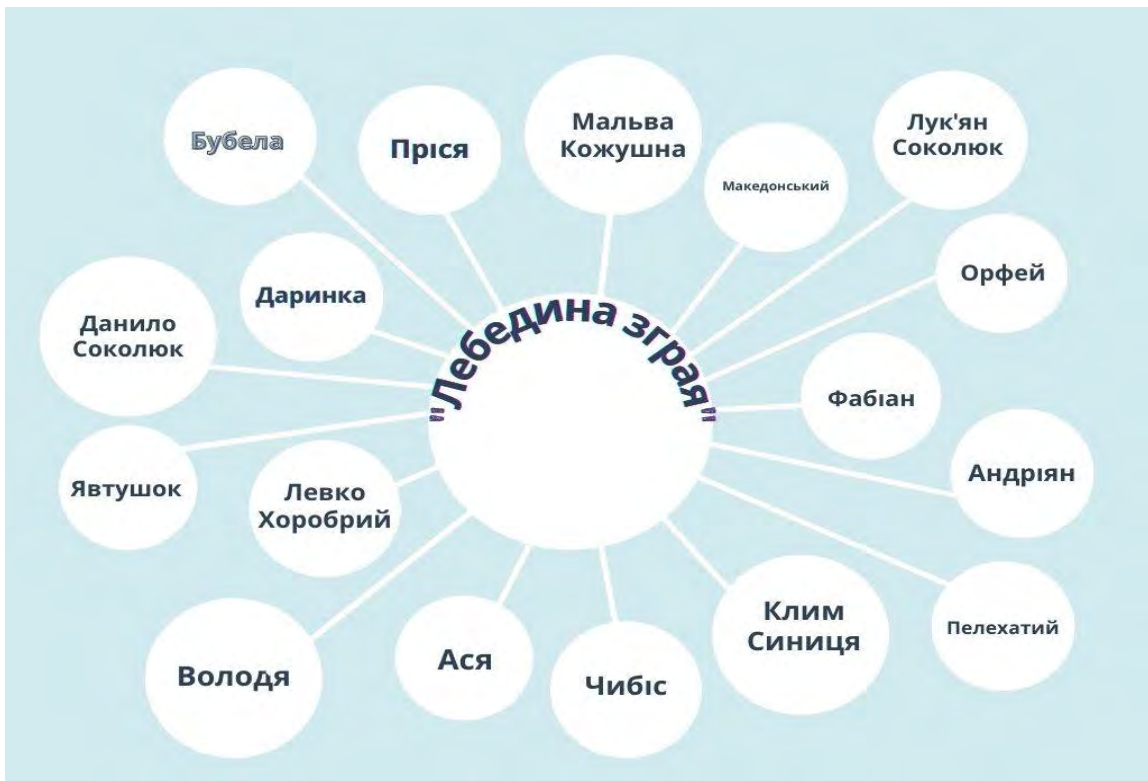 Бубела
Пріся
Мальва
Кожушна
Македонський
Лук'ян
Соколюк
Даринка
Орфей
Данило
Соколюк
"Лебедина зграя"
Фабіан
Явтушок
Левко
Хоробрий
Андріян
Володя
Ася
Чибіс
Клим
Синиця
Пелехатий